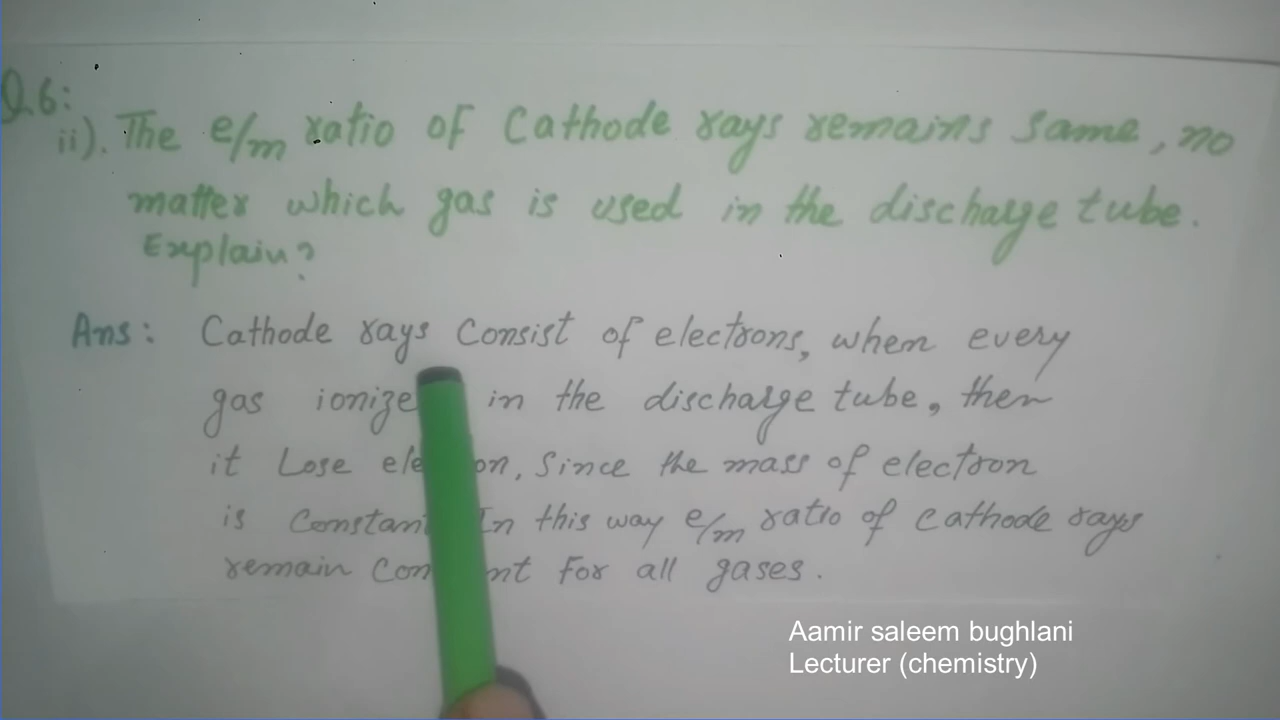 Q6:
ii). The e/m ratio of Cathode rays remains same, no
matter which gas is used in the discharge tube.
Explain?
Ans: Cathode rays Consist of electrons, when every
gas ionize in the discharge tube, then
it Lose ele on, Since the mass of electron
is Constan In this way e/m ratio of Cathode rays
remain Con nt For all gases.
Aamir saleem bughlani
Lecturer (chemistry)